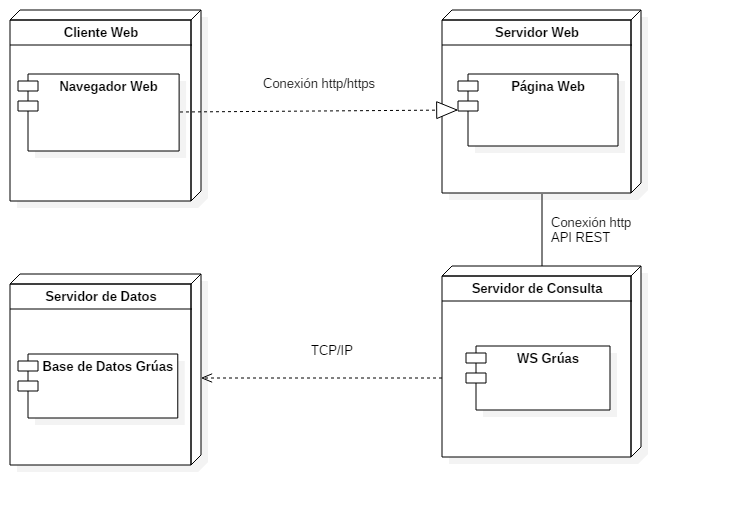 Cliente Web
Servidor Web
Navegador Web
Conexión http/https
Página Web
Conexión http
API REST
Servidor de Datos
Servidor de Consulta
Base de Datos Grúas
TCP/IP
WS Grúas